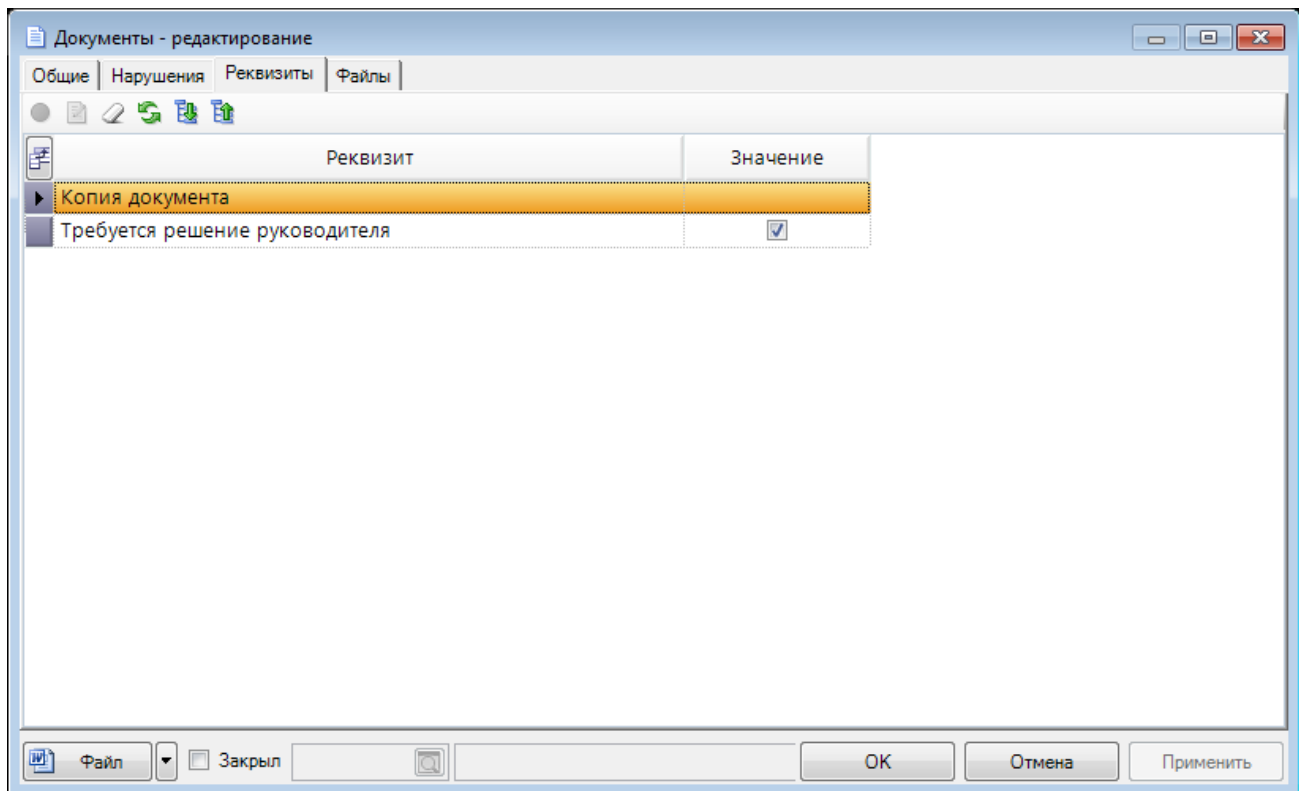 Документы - редактирование
Общие Нарушения Реквизиты Файлы
Реквизит Значение
Копия документа
Требуется решение руководителя
Файл Закрыл OK Отмена Применить